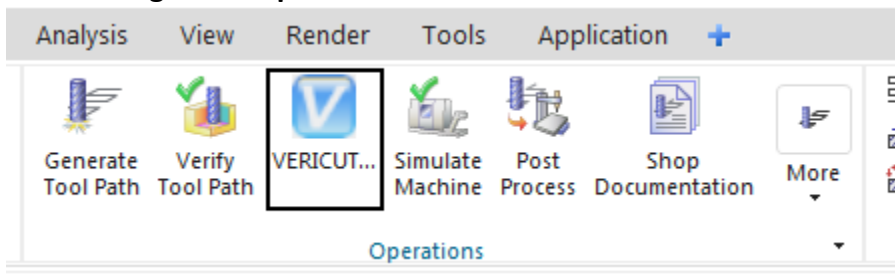 Analysis View Render Tools Application
Generate Tool Path
Verify Tool Path
VERICUT...
Simulate Machine
Post Process
Shop Documentation
More
Operations